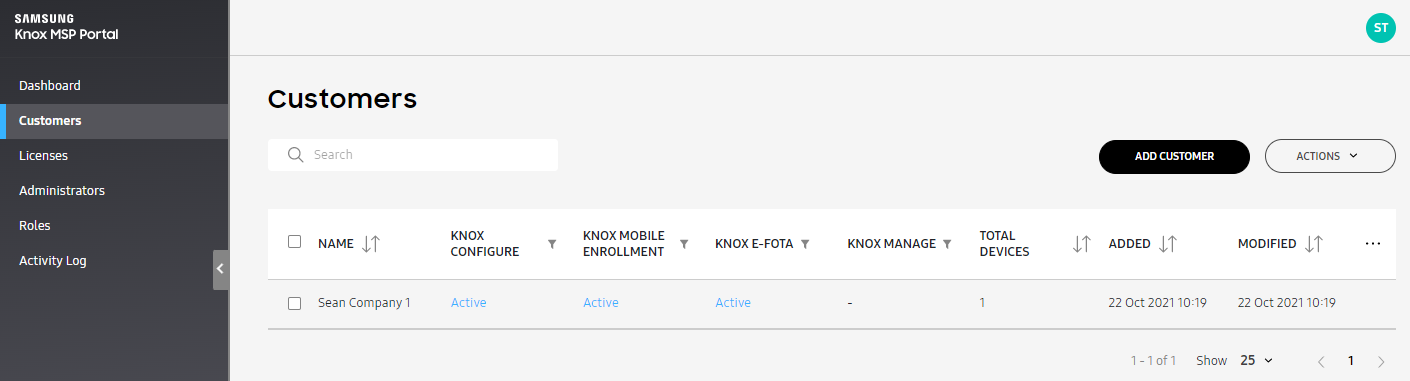 SAMSUNG
Knox MSP Portal
ST
Dashboard
Customers
Licenses
Administrators
Roles
Activity Log
Customers
Search
ADD CUSTOMER
ACTIONS
NAME
KNOX
CONFIGURE
KNOX MOBILE
ENROLLMENT
KNOX E-FOTA
KNOX MANAGE
TOTAL
DEVICES
ADDED
MODIFIED
...
Sean Company 1 Active Active Active - 1 22 Oct 2021 10:19 22 Oct 2021 10:19
1 - 1 of 1 Show 25 1